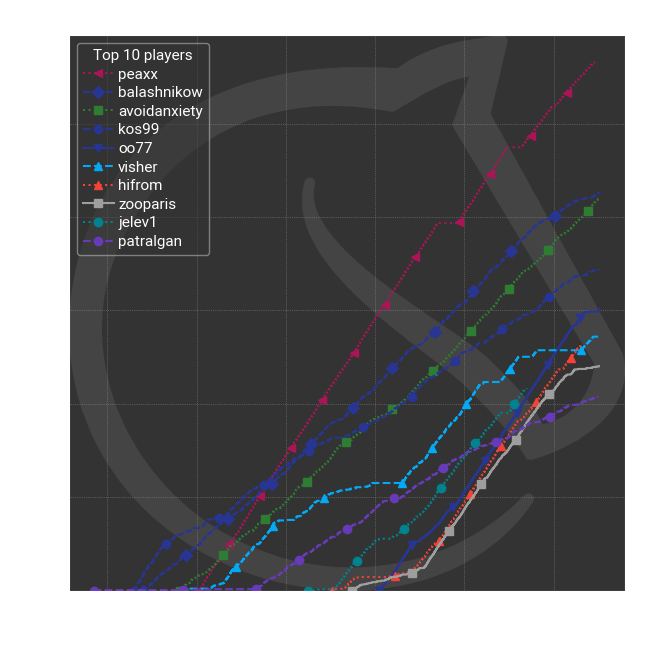 Top 10 players
peaxx
balashnikow
avoidanxiety
kos99
oo77
visher
hifrom
zooparis
jelev1
patralgan